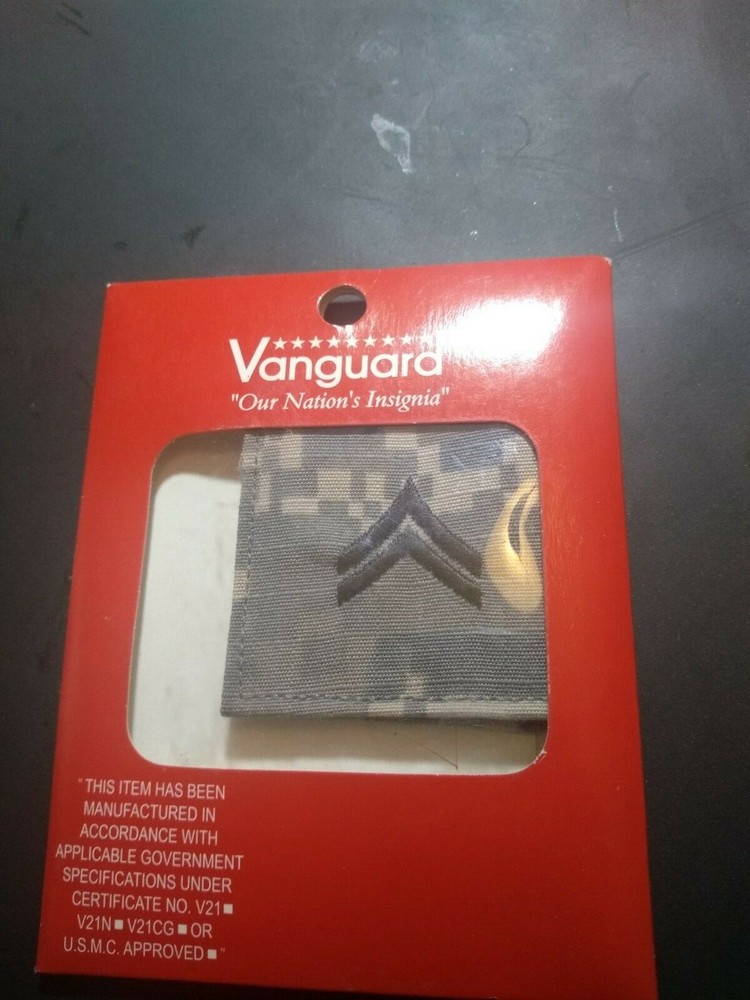 Vanguard
"Our Nation's Insignia"
"THIS ITEM HAS BEEN
MANUFACTURED IN
ACCORDANCE WITH
APPLICABLE GOVERNMENT
SPECIFICATIONS UNDER
CERTIFICATE NO. V21■
V21N■ V21CG■ OR
U.S.M.C. APPROVED■"